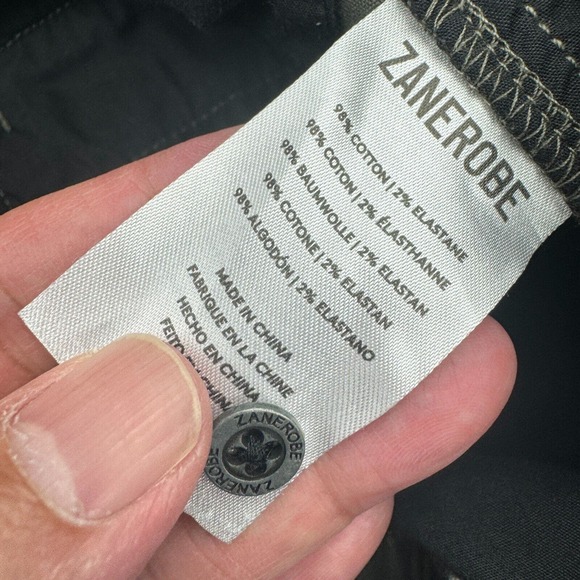 ZANEROBE
98% COTTON | 2% ELASTANE
98% COTON | 2% ÉLASTHANNE
98% BAUMWOLLE | 2% ELASTAN
98% COTONE | 2% ELASTAN
98% ALGODÓN | 2% ELASTANO
MADE IN CHINA
FABRIQUE EN LA CHINE
HECHO EN CHINA
FEITO
ZANEROBE
ZANEROBE